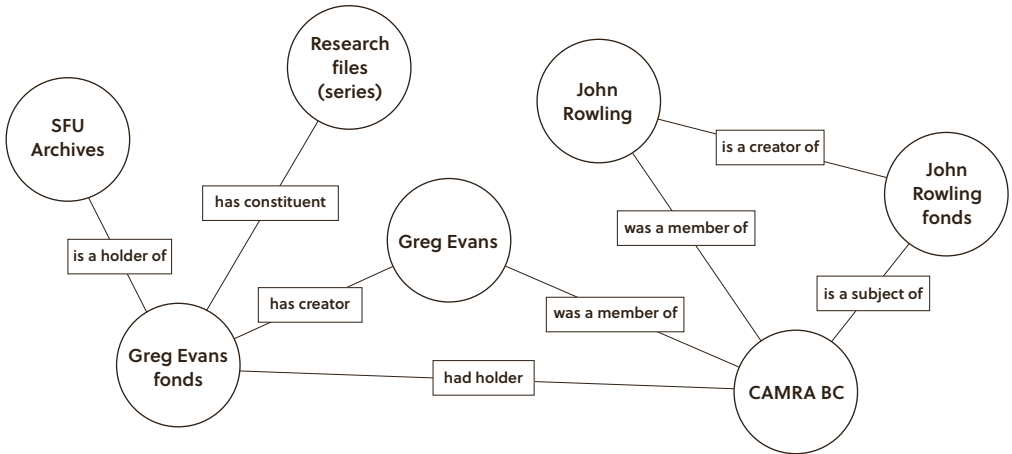 Research
files
(series)
SFU
Archives
John
Rowling
is a creator of
John
Rowling
fonds
has constituent
was a member of
Greg Evans
is a holder of
has creator
was a member of
is a subject of
Greg Evans
fonds
had holder
CAMRA BC